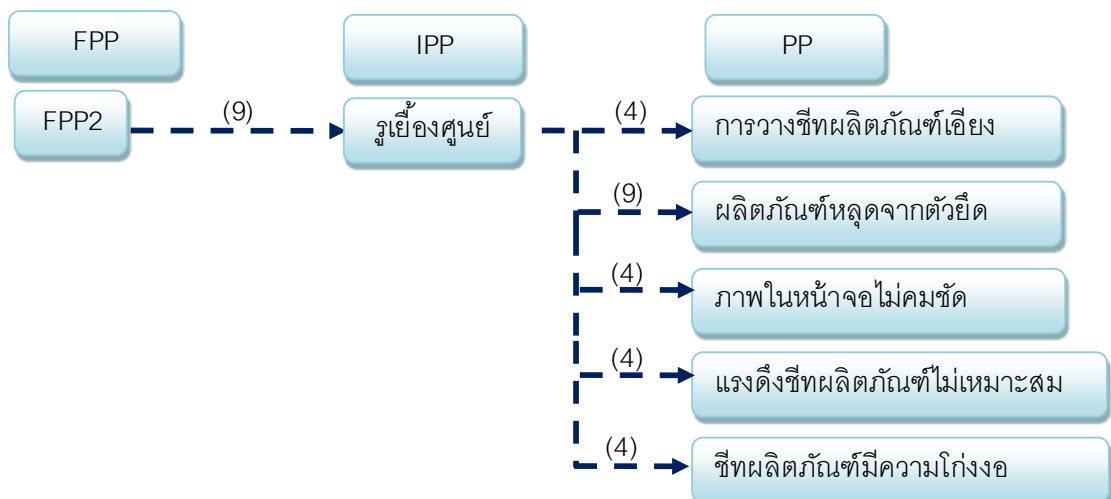 FPP
IPP
PP
FPP2
(9)
รูเยื้องศูนย์
(4)
การวางชีทผลิตภัณฑ์เอียง
(9)
ผลิตภัณฑ์หลุดจากตัวยึด
(4)
ภาพในหน้าจอไม่คมชัด
(4)
แรงดึงชีทผลิตภัณฑ์ไม่เหมาะสม
(4)
ชีทผลิตภัณฑ์มีความโก่งงอ